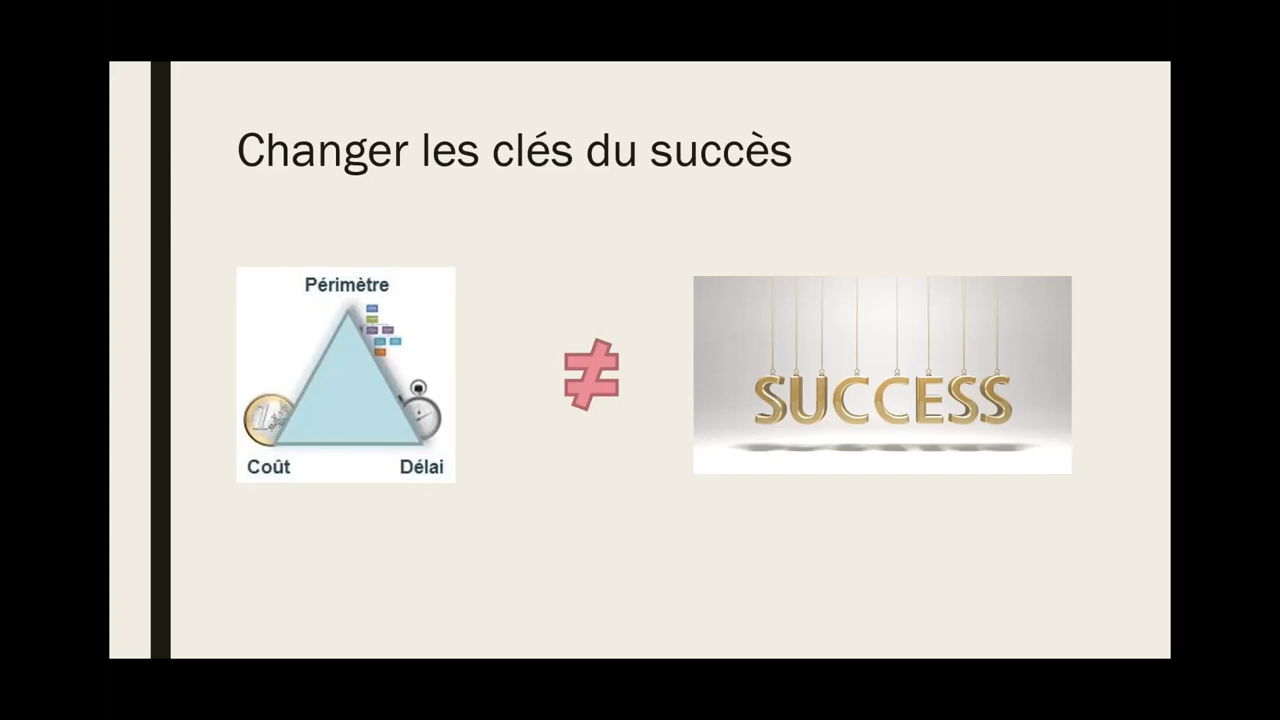 Changer les clés du succès
Périmètre
Coût
Délai
≠
SUCCESS